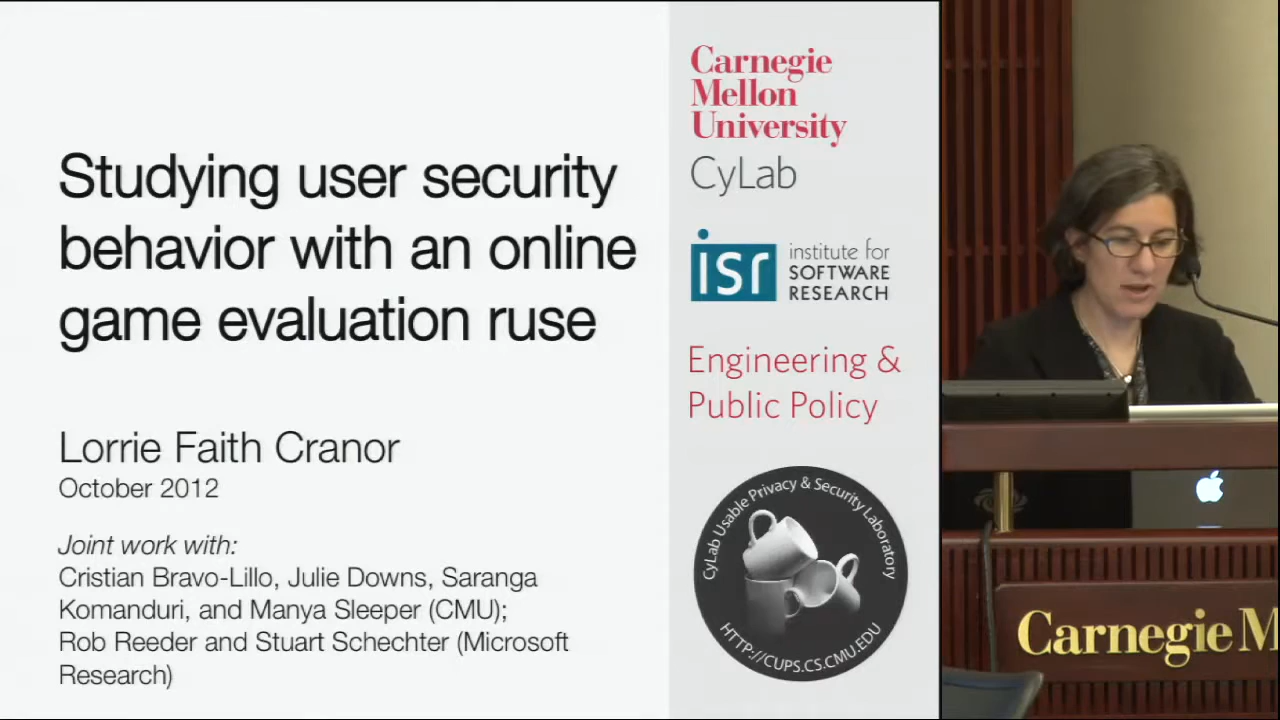 Studying user security
behavior with an online
game evaluation ruse
Lorrie Faith Cranor
October 2012
Joint work with:
Cristian Bravo-Lillo, Julie Downs, Saranga
Komanduri, and Manya Sleeper (CMU);
Rob Reeder and Stuart Schechter (Microsoft
Research)
Carnegie
Mellon
University
CyLab
isr
institute for
SOFTWARE
RESEARCH
Engineering &
Public Policy
CyLab Usable Privacy & Security Laboratory
HTTP://CUPS.CS.CMU.EDU
Carnegie M